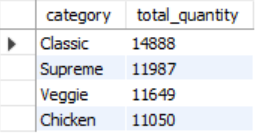 category total_quantity
Classic 14888
Supreme 11987
Veggie 11649
Chicken 11050